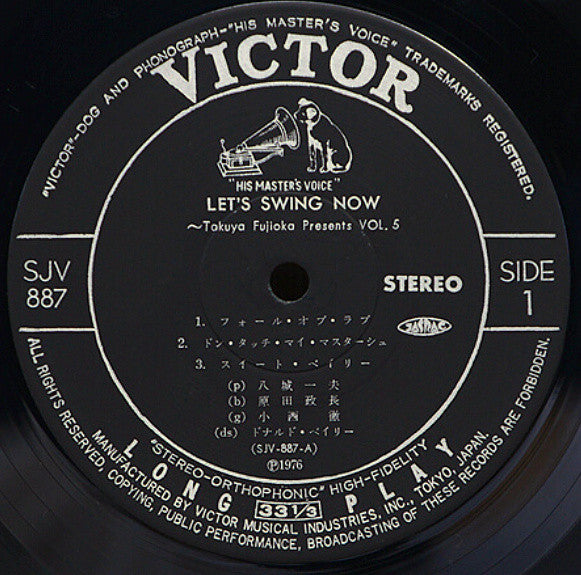 "VICTOR"-DOG AND PHONOGRAPH-"HIS MASTER'S VOICE" TRADEMARKS REGISTERED.
VICTOR
"HIS MASTER'S VOICE"
LET'S SWING NOW
～Takuya Fujioka Presents VOL. 5
SJV
887
STEREO
SIDE
1
JASRAC
1. フォール・オブ・ラブ
2. ドン・タッチ・マイ・マスターシュ
3. スイート・ベイリー
(p) 八城一夫
(b) 原田政長
(g) 小西 徹
(ds) ドナルド・ベイリー
(SJV-887-A)
Ⓟ1976
"STEREO-ORTHOPHONIC" HIGH-FIDELITY
LONG 33 1/3 PLAY
MANUFACTURED BY VICTOR MUSICAL INDUSTRIES, INC., TOKYO, JAPAN.
ALL RIGHTS RESERVED, COPYING, PUBLIC PERFORMANCE, BROADCASTING OF THESE RECORDS ARE FORBIDDEN.